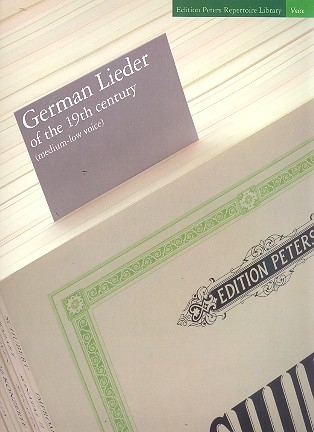 Edition Peters Repertoire Library
Voice
German Lieder
of the 19th century
(medium-low voice)
EDITION PETERS